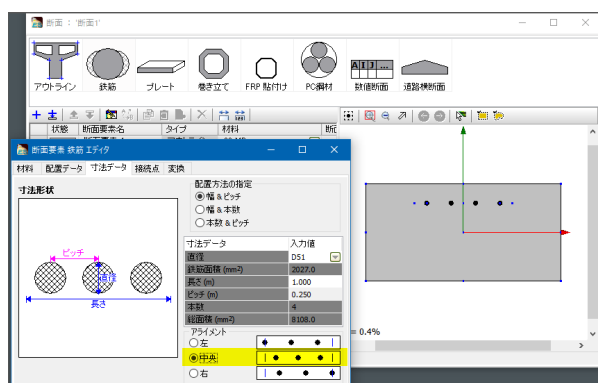 断面 : '断面1'
アウトライン 鉄筋 プレート 巻き立て FRP 貼付け PC鋼材 数値断面 道路横断面
状態 断面要素名 タイプ 材料
断面要素 鉄筋 エディタ
材料 配置データ 寸法データ 接続点 変換
寸法形状
ピッチ
直径
長さ
配置方法の指定
幅 & ピッチ
幅 & 本数
本数 & ピッチ
寸法データ 入力値
直径 D51
鉄筋面積 (mm2) 2027.0
長さ (m) 1.000
ピッチ (m) 0.250
本数 4
総面積 (mm2) 8108.0
アライメント
左
中央
右
= 0.4%